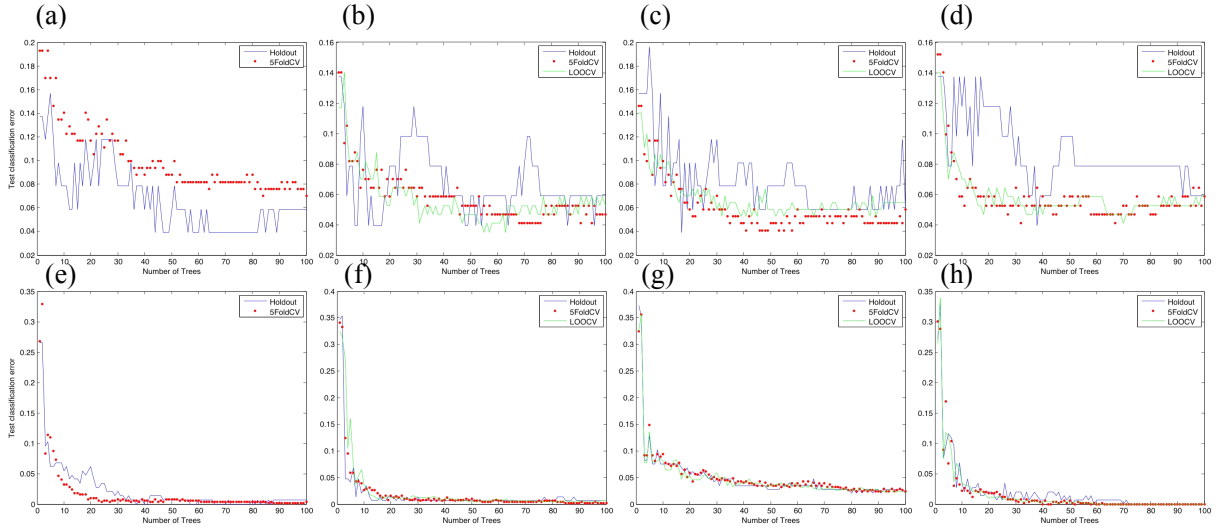 (a)
0.2
0.18
0.16
0.14
0.12
0.1
0.08
0.06
0.04
0.02
0 10 20 30 40 50 60 70 80 90 100
Test classification error
Number of Trees
Holdout
5FoldCV
(b)
0.16
0.14
0.12
0.1
0.08
0.06
0.04
0.02
0 10 20 30 40 50 60 70 80 90 100
Number of Trees
Holdout
5FoldCV
LOOCV
(c)
0.2
0.18
0.16
0.14
0.12
0.1
0.08
0.06
0.04
0.02
0 10 20 30 40 50 60 70 80 90 100
Number of Trees
Holdout
5FoldCV
LOOCV
(d)
0.16
0.14
0.12
0.1
0.08
0.06
0.04
0.02
0 10 20 30 40 50 60 70 80 90 100
Number of Trees
Holdout
5FoldCV
LOOCV
(e)
0.35
0.3
0.25
0.2
0.15
0.1
0.05
0
0 10 20 30 40 50 60 70 80 90 100
Test classification error
Number of Trees
Holdout
5FoldCV
(f)
0.4
0.35
0.3
0.25
0.2
0.15
0.1
0.05
0
0 10 20 30 40 50 60 70 80 90 100
Number of Trees
Holdout
5FoldCV
LOOCV
(g)
0.4
0.35
0.3
0.25
0.2
0.15
0.1
0.05
0
0 10 20 30 40 50 60 70 80 90 100
Number of Trees
Holdout
5FoldCV
LOOCV
(h)
0.35
0.3
0.25
0.2
0.15
0.1
0.05
0
0 10 20 30 40 50 60 70 80 90 100
Number of Trees
Holdout
5FoldCV
LOOCV